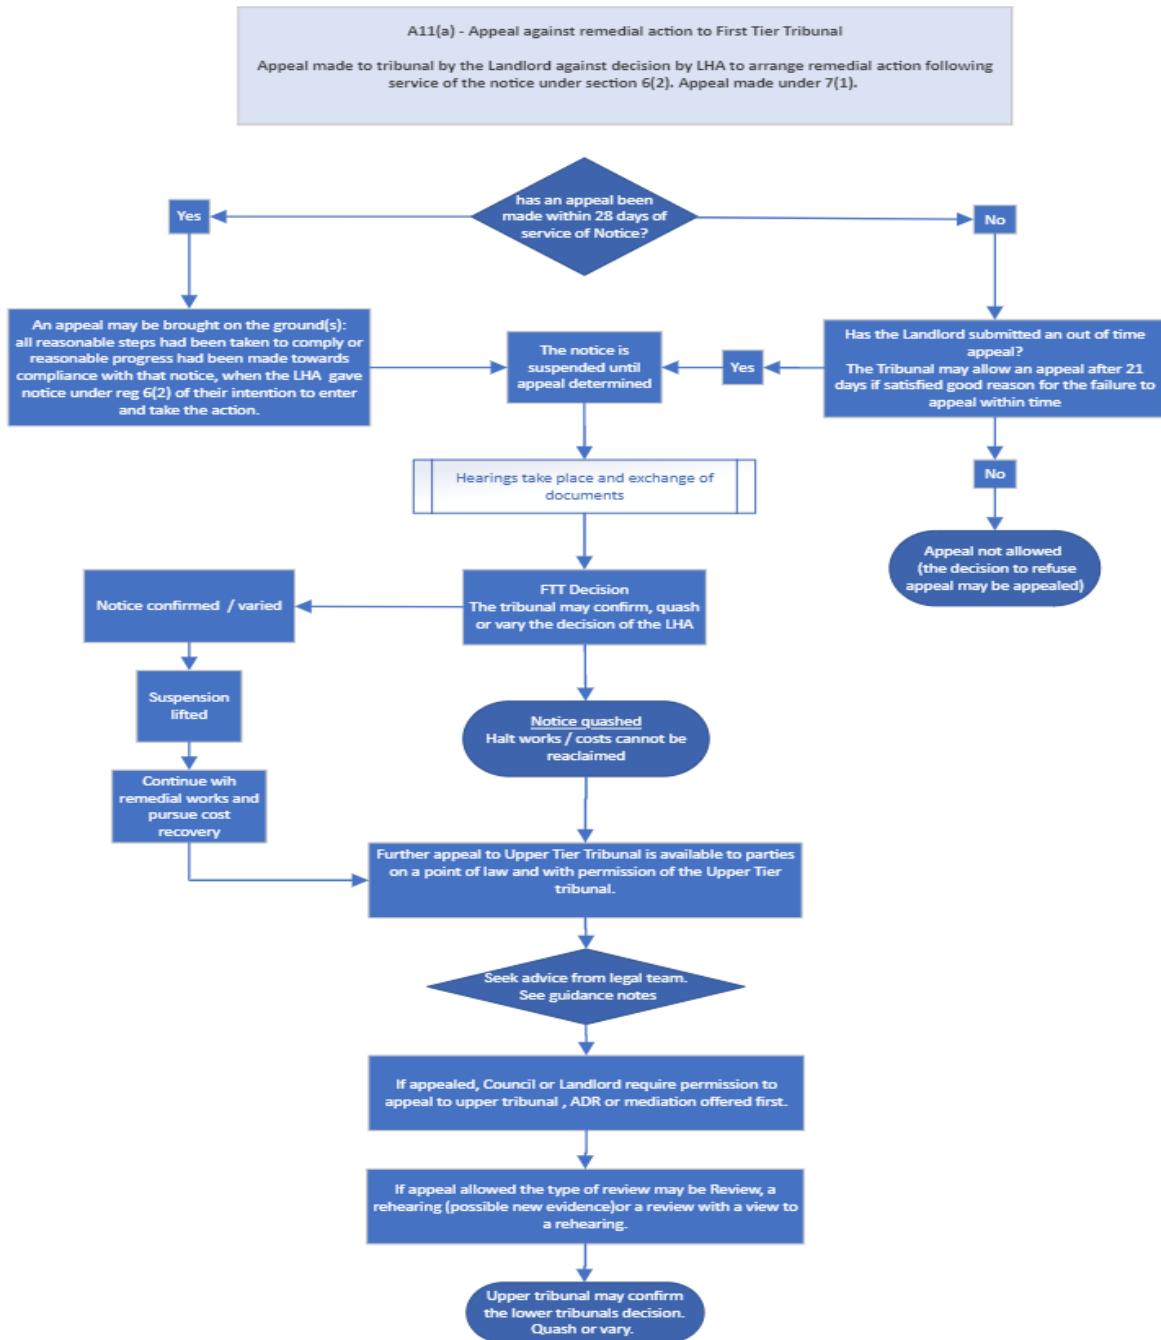 A11(a) - Appeal against remedial action to First Tier Tribunal
Appeal made to tribunal by the Landlord against decision by LHA to arrange remedial action following
service of the notice under section 6(2). Appeal made under 7(1).
has an appeal been
made within 28 days of
service of Notice?
Yes
No
An appeal may be brought on the ground(s):
all reasonable steps had been taken to comply or
reasonable progress had been made towards
compliance with that notice, when the LHA gave
notice under reg 6(2) of their intention to enter
and take the action.
The notice is
suspended until
appeal determined
Yes
Has the Landlord submitted an out of time
appeal?
The Tribunal may allow an appeal after 21
days if satisfied good reason for the failure to
appeal within time
No
Hearings take place and exchange of
documents
Appeal not allowed
(the decision to refuse
appeal may be appealed)
FTT Decision
The tribunal may confirm, quash
or vary the decision of the LHA
Notice confirmed / varied
Suspension
lifted
Notice quashed
Halt works / costs cannot be
reaclaimed
Continue wih
remedial works and
pursue cost
recovery
Further appeal to Upper Tier Tribunal is available to parties
on a point of law and with permission of the Upper Tier
tribunal.
Seek advice from legal team.
See guidance notes
If appealed, Council or Landlord require permission to
appeal to upper tribunal , ADR or mediation offered first.
If appeal allowed the type of review may be Review, a
rehearing (possible new evidence)or a review with a view to
a rehearing.
Upper tribunal may confirm
the lower tribunals decision.
Quash or vary.